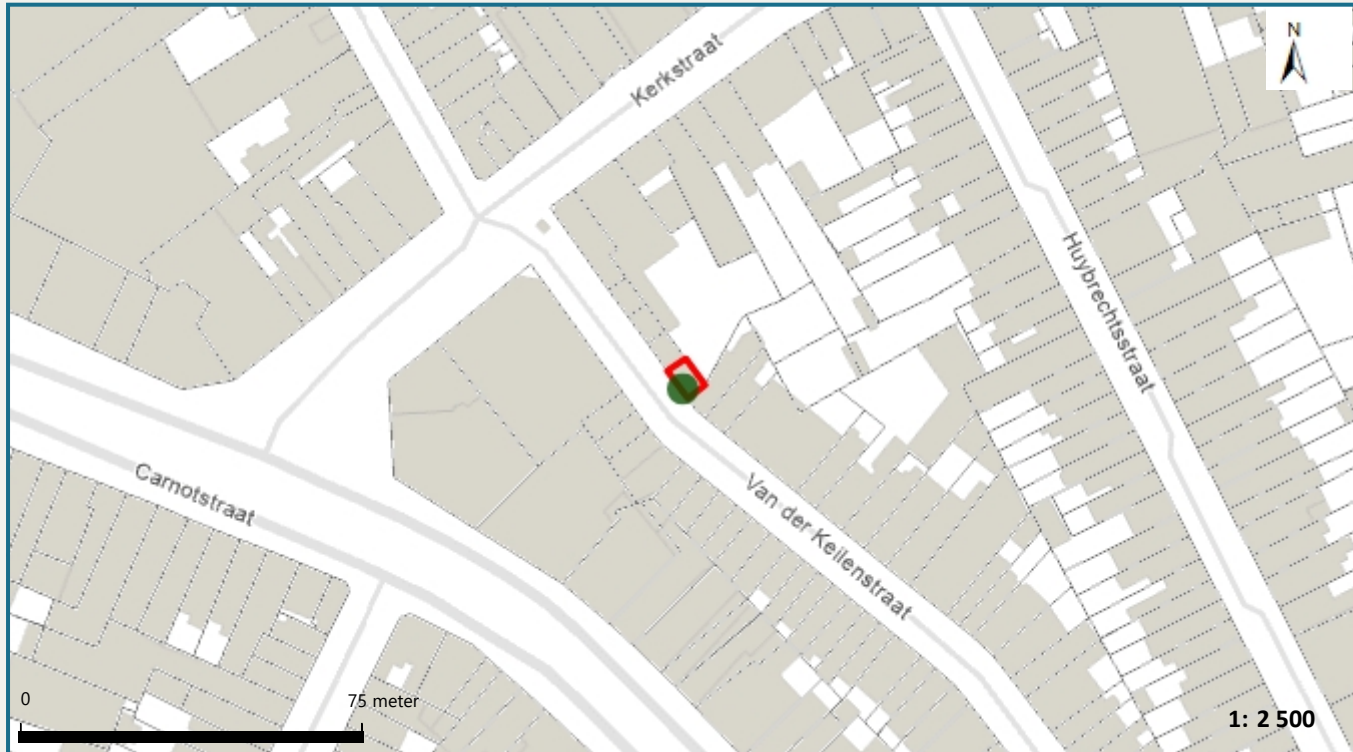 N
Kerkstraat
Huybrechtsstraat
Carnotstraat
Van der Keilenstraat
0
75 meter
1: 2 500